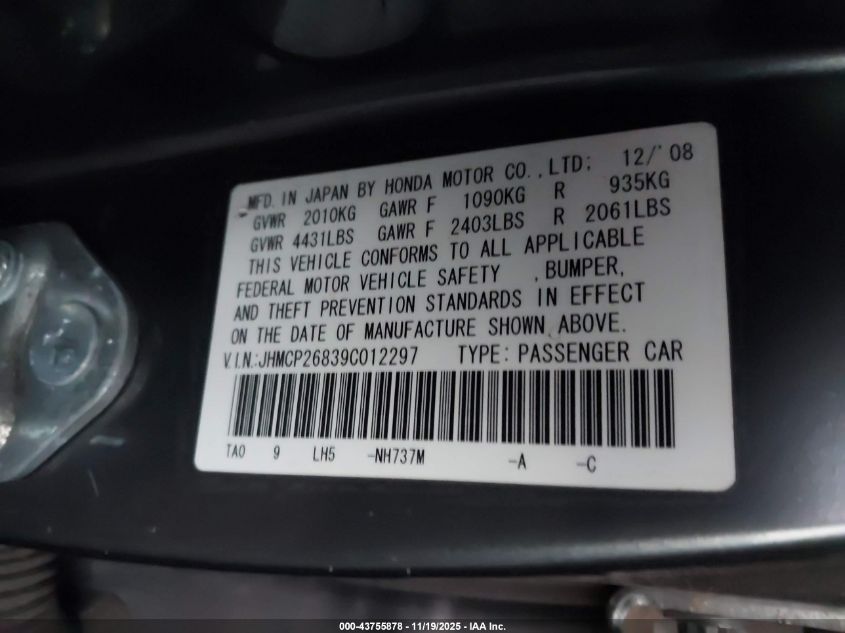 MFD. IN JAPAN BY HONDA MOTOR CO.,LTD: 12/'08
GVWR 2010KG GAWR F 1090KG R 935KG
GVWR 4431LBS GAWR F 2403LBS R 2061LBS
THIS VEHICLE CONFORMS TO ALL APPLICABLE
FEDERAL MOTOR VEHICLE SAFETY , BUMPER,
AND THEFT PREVENTION STANDARDS IN EFFECT
ON THE DATE OF MANUFACTURE SHOWN ABOVE.
V.I.N.:JHMCP26839C012297 TYPE: PASSENGER CAR
TA0 9 LH5 -NH737M -A -C
000-43755878 - 11/19/2025 - IAA Inc.